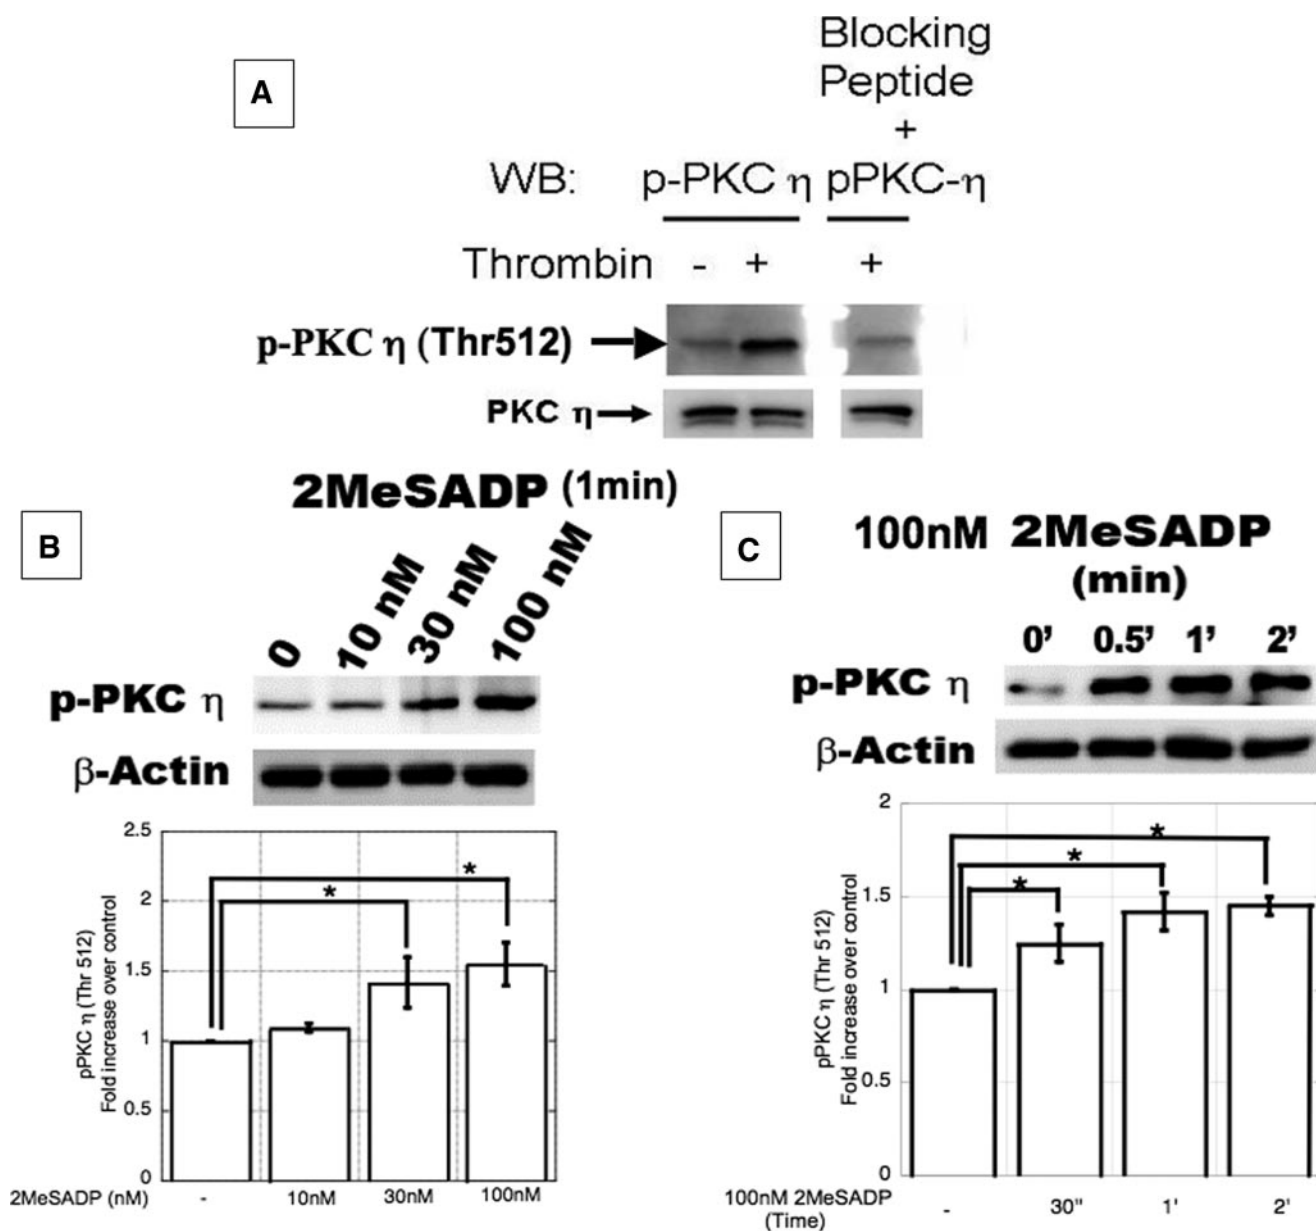 A
Blocking
Peptide
+
WB: p-PKC η pPKC-η
Thrombin - + +
p-PKC η (Thr512)
PKC η
B
2MeSADP (1min)
0 10 nM 30 nM 100 nM
p-PKC η
β-Actin
2.5
2
1.5
1
0.5
0
pPKC η (Thr 512)
Fold increase over control
* *
2MeSADP (nM) - 10nM 30nM 100nM
C
100nM 2MeSADP
(min)
0' 0.5' 1' 2'
p-PKC η
β-Actin
2
1.5
1
0.5
0
pPKC η (Thr 512)
Fold increase over control
*
*
*
100nM 2MeSADP
(Time)
- 30" 1' 2'